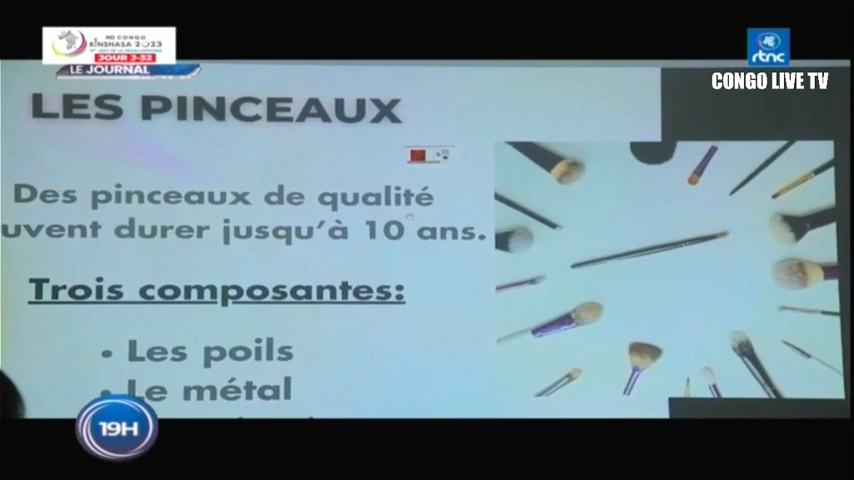 RD CONGO
KINSHASA 2023
JOUR J-32
LE JOURNAL
rtnc
CONGO LIVE TV
LES PINCEAUX
Des pinceaux de qualité
uvent durer jusqu'à 10 ans.
Trois composantes:
• Les poils
• Le métal
19H